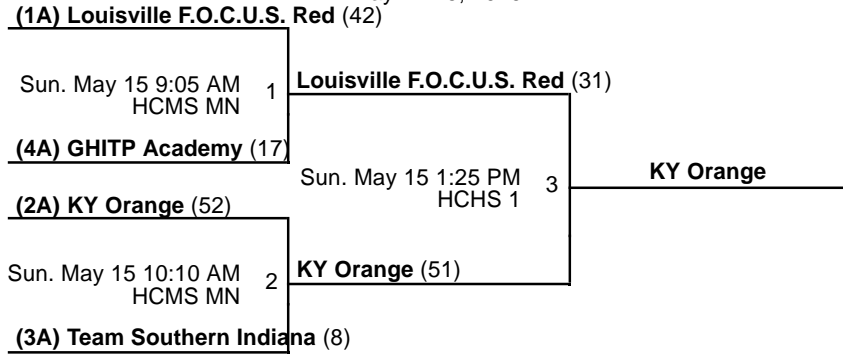 (1A) Louisville F.O.C.U.S. Red (42)
Sun. May 15 9:05 AM 1
HCMS MN
Louisville F.O.C.U.S. Red (31)
(4A) GHITP Academy (17)
Sun. May 15 1:25 PM 3
HCHS 1
KY Orange
(2A) KY Orange (52)
Sun. May 15 10:10 AM 2
HCMS MN
KY Orange (51)
(3A) Team Southern Indiana (8)